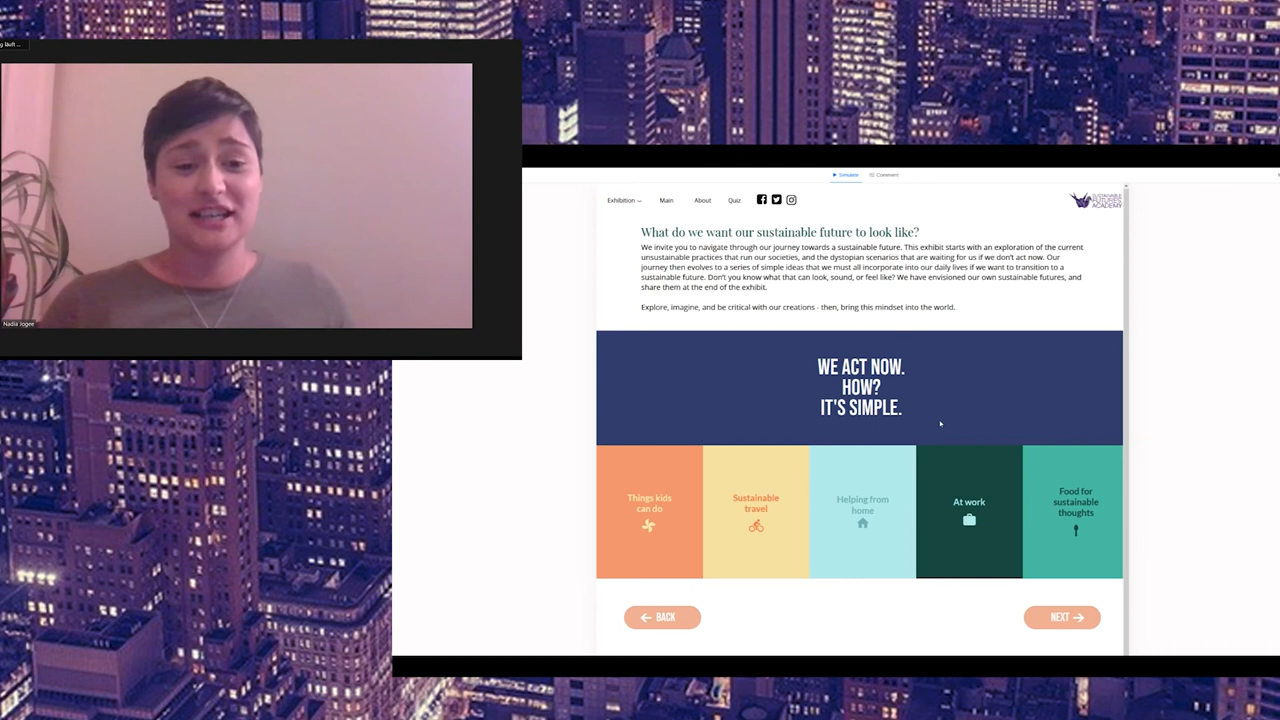 g läuft ...
Nadia Jogee
Simulate
Comment
Exhibition
Main
About
Quiz
SUSTAINABLE
FUTURES
ACADEMY
What do we want our sustainable future to look like?
We invite you to navigate through our journey towards a sustainable future. This exhibit starts with an exploration of the current
unsustainable practices that run our societies, and the dystopian scenarios that are waiting for us if we don't act now. Our
journey then evolves to a series of simple ideas that we must all incorporate into our daily lives if we want to transition to a
sustainable future. Don't you know what that can look, sound, or feel like? We have envisioned our own sustainable futures, and
share them at the end of the exhibit.
Explore, imagine, and be critical with our creations - then, bring this mindset into the world.
WE ACT NOW.
HOW?
IT'S SIMPLE.
Things kids
can do
Sustainable
travel
Helping from
home
At work
Food for
sustainable
thoughts
BACK
NEXT